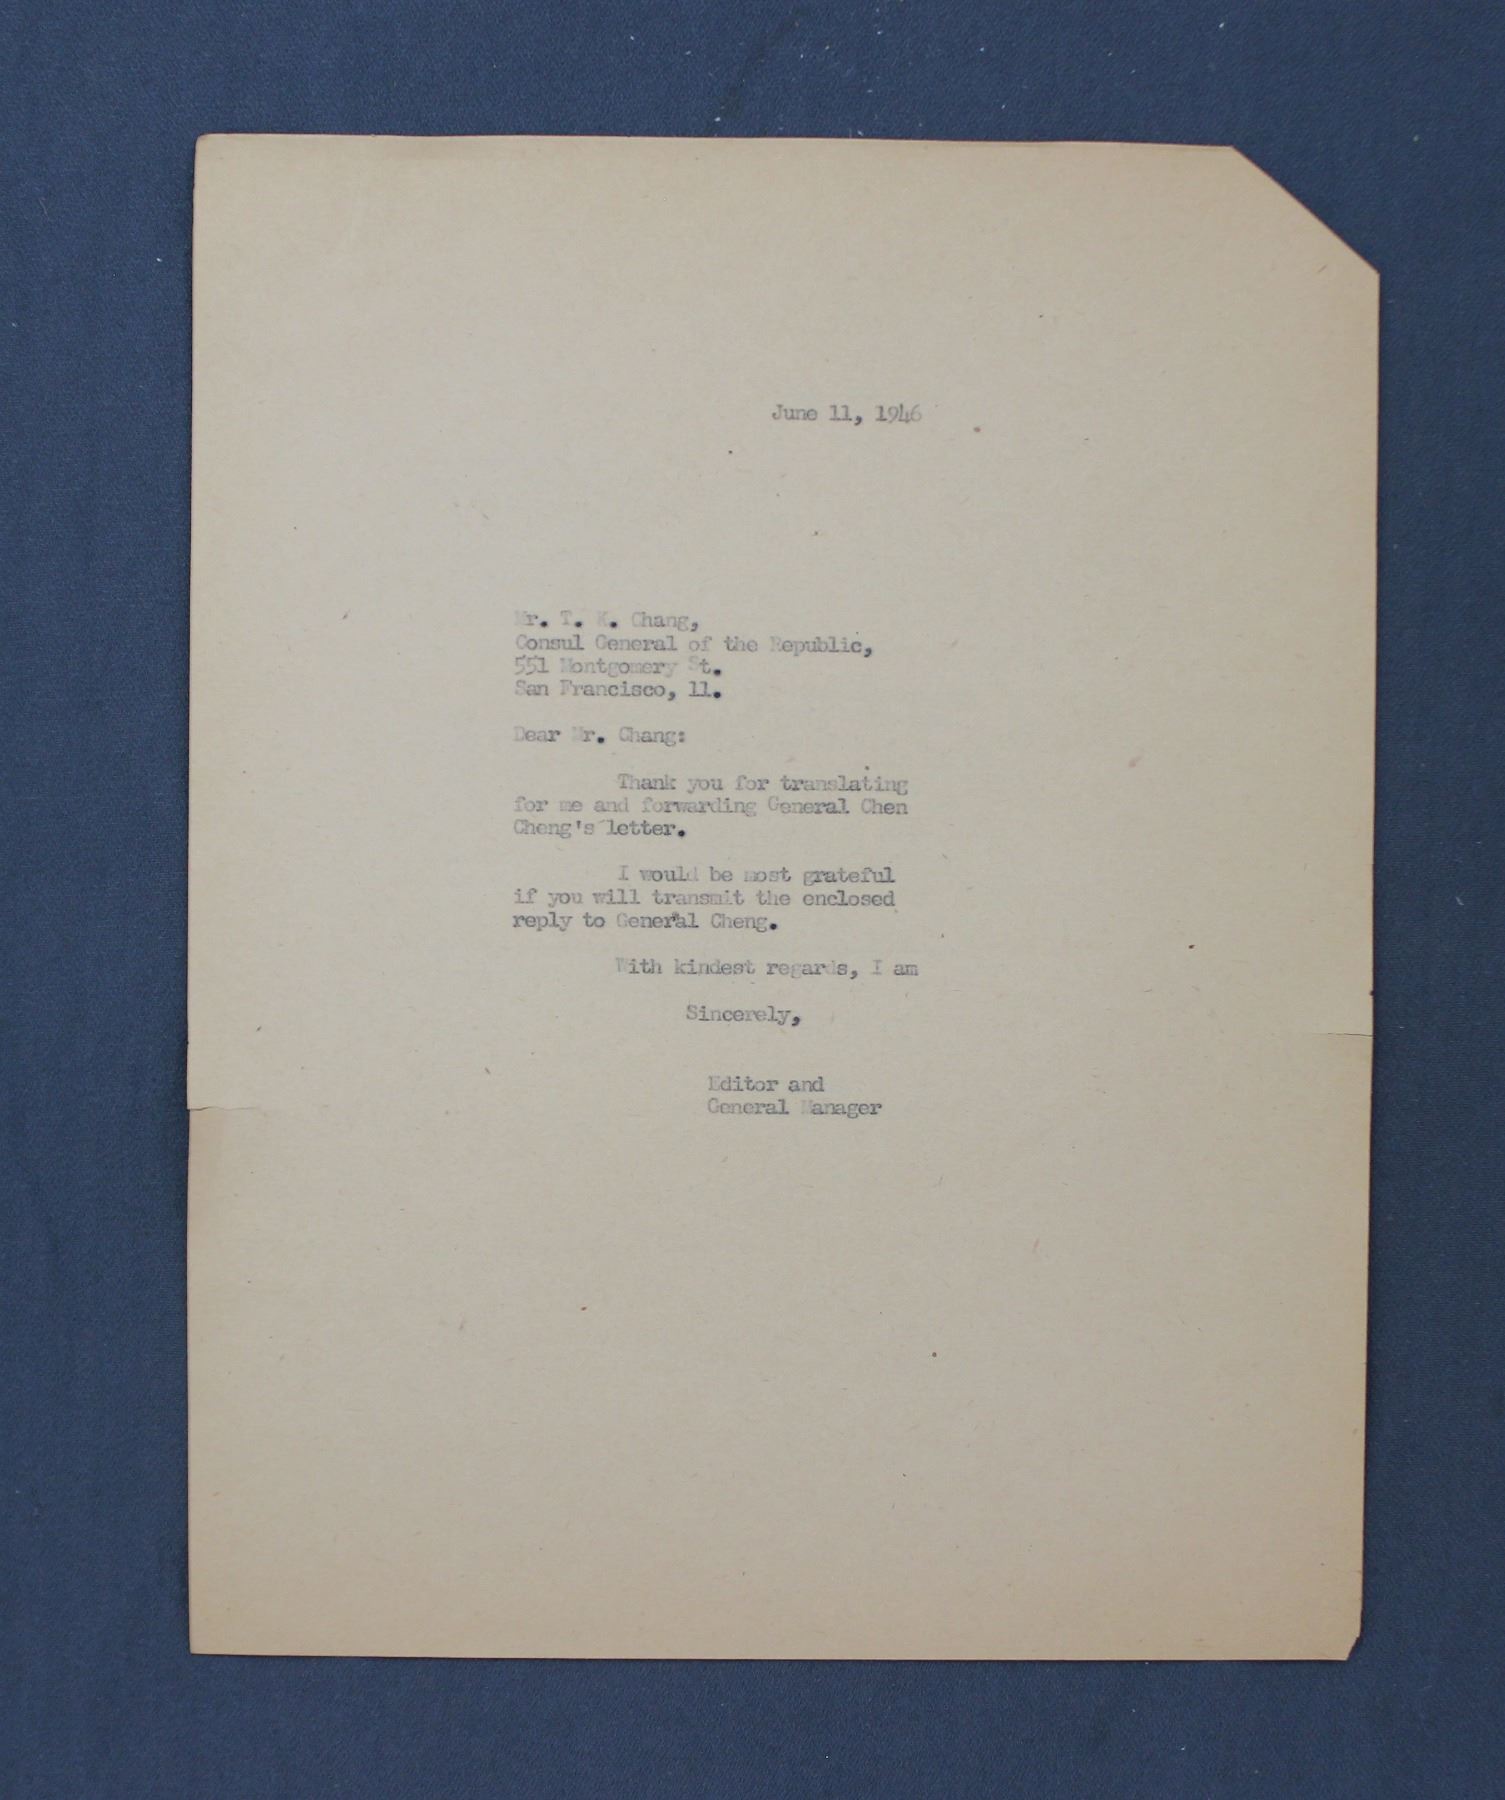 June 11, 1946
Mr. T. K. Chang,
Consul General of the Republic,
551 Montgomery St.
San Francisco, 11.
Dear Mr. Chang:
Thank you for translating
for me and forwarding General Chen
Cheng's letter.
I would be most grateful
if you will transmit the enclosed
reply to General Cheng.
With kindest regards, I am
Sincerely,
Editor and
General Manager